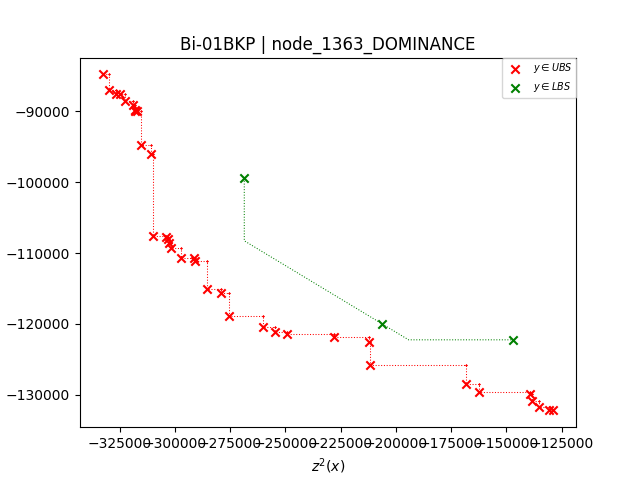 Bi-01BKP | node_1363_DOMINANCE
y ∈ UBS
y ∈ LBS
−90000
−100000
−110000
−120000
−130000
−325000 −300000 −275000 −250000 −225000 −200000 −175000 −150000 −125000
z²(x)